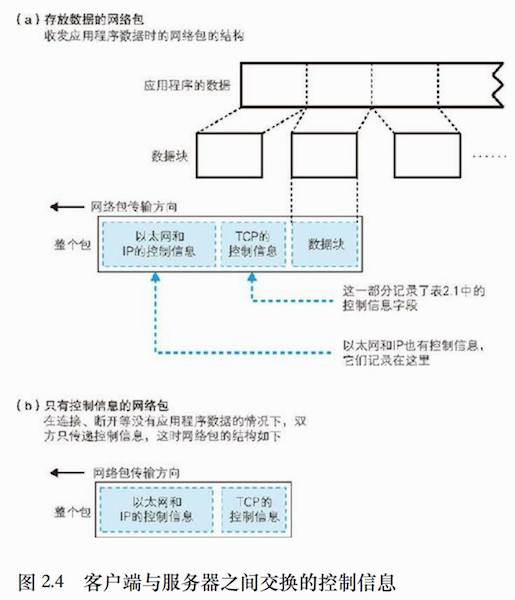 (a)存放数据的网络包
收发应用程序数据时的网络包的结构
应用程序的数据
数据块
……
网络包传输方向
整个包
以太网和
IP的控制信息
TCP的
控制信息
数据块
这一部分记录了表2.1中的
控制信息字段
以太网和IP也有控制信息，
它们记录在这里
(b)只有控制信息的网络包
在连接、断开等没有应用程序数据的情况下，双
方只传递控制信息，这时网络包的结构如下
网络包传输方向
整个包
以太网和
IP的控制信息
TCP的
控制信息
图 2.4 客户端与服务器之间交换的控制信息